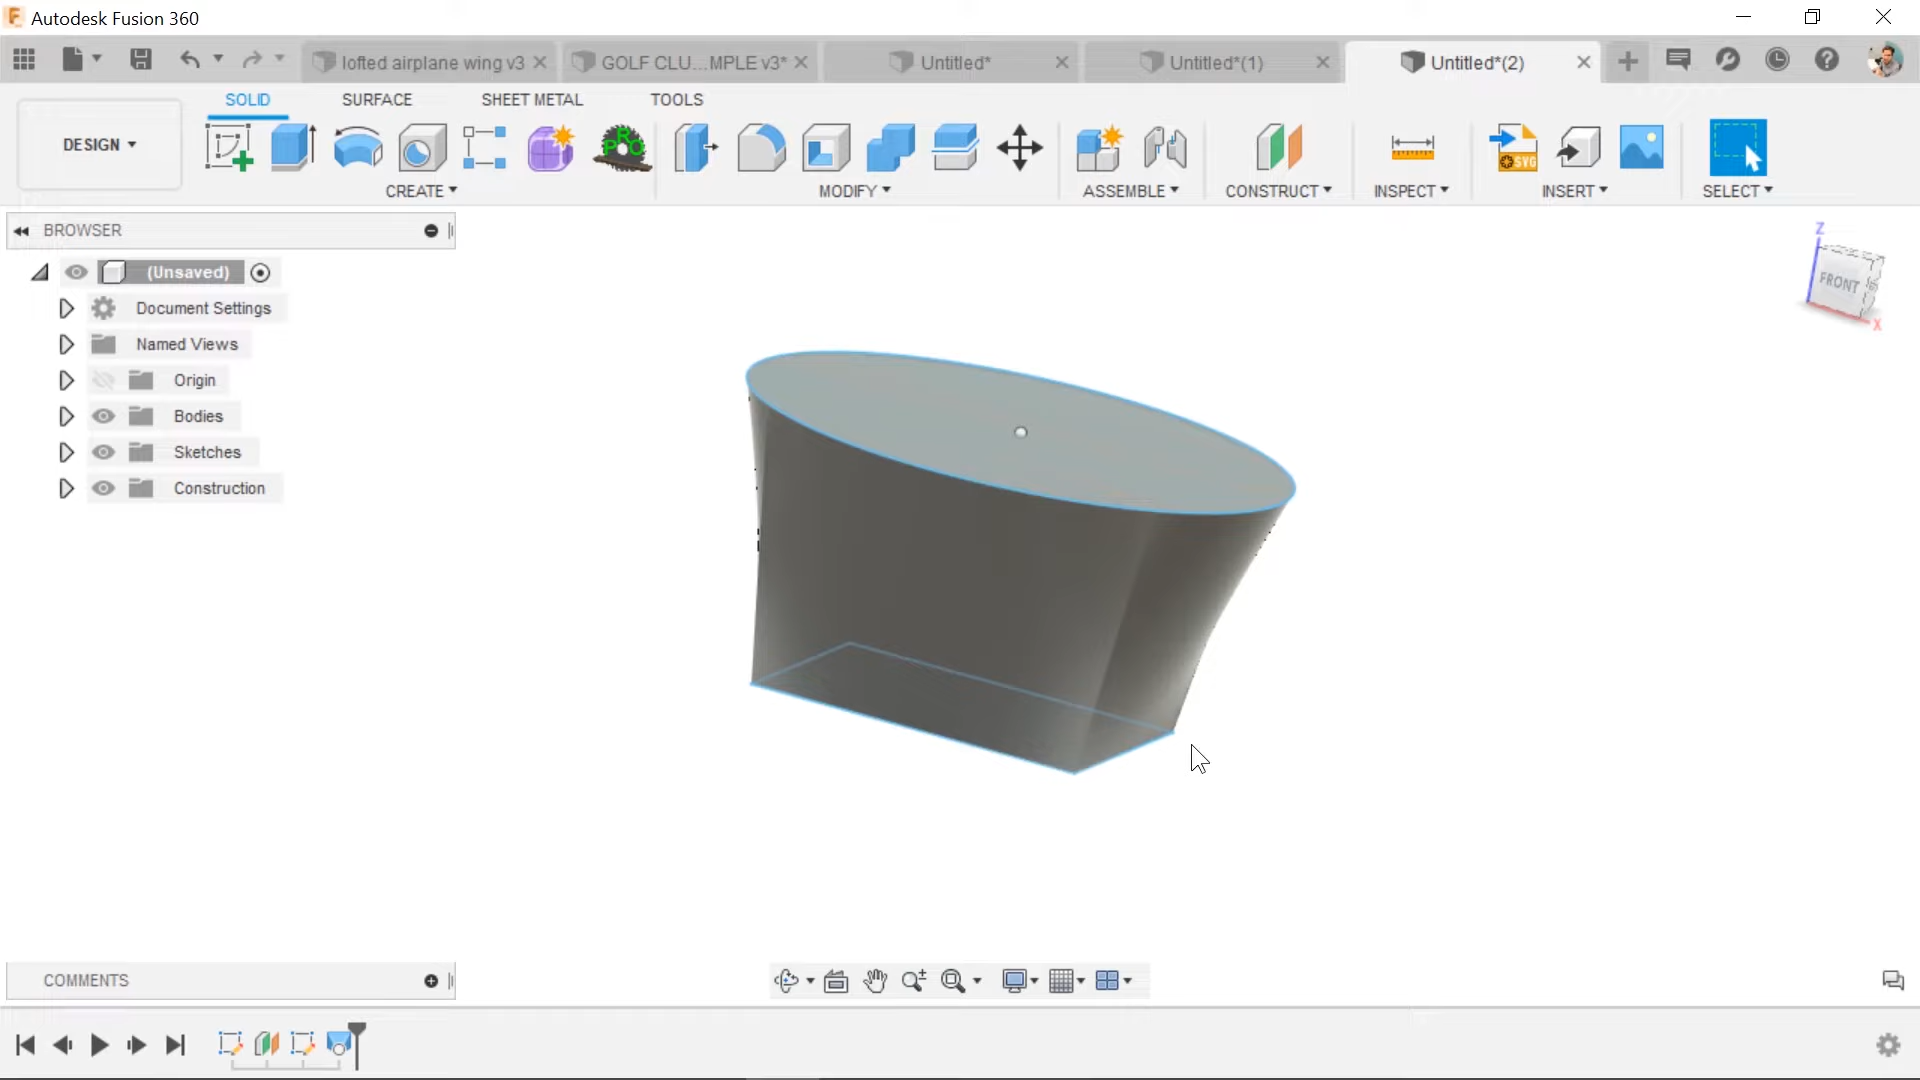 Autodesk Fusion 360
lofted airplane wing v3
GOLF CLU...MPLE v3*
Untitled*
Untitled*(1)
Untitled*(2)
SOLID
SURFACE
SHEET METAL
TOOLS
DESIGN
CREATE
MODIFY
ASSEMBLE
CONSTRUCT
INSPECT
SVG
INSERT
SELECT
BROWSER
(Unsaved)
Document Settings
Named Views
Origin
Bodies
Sketches
Construction
Z
FRONT
X
COMMENTS